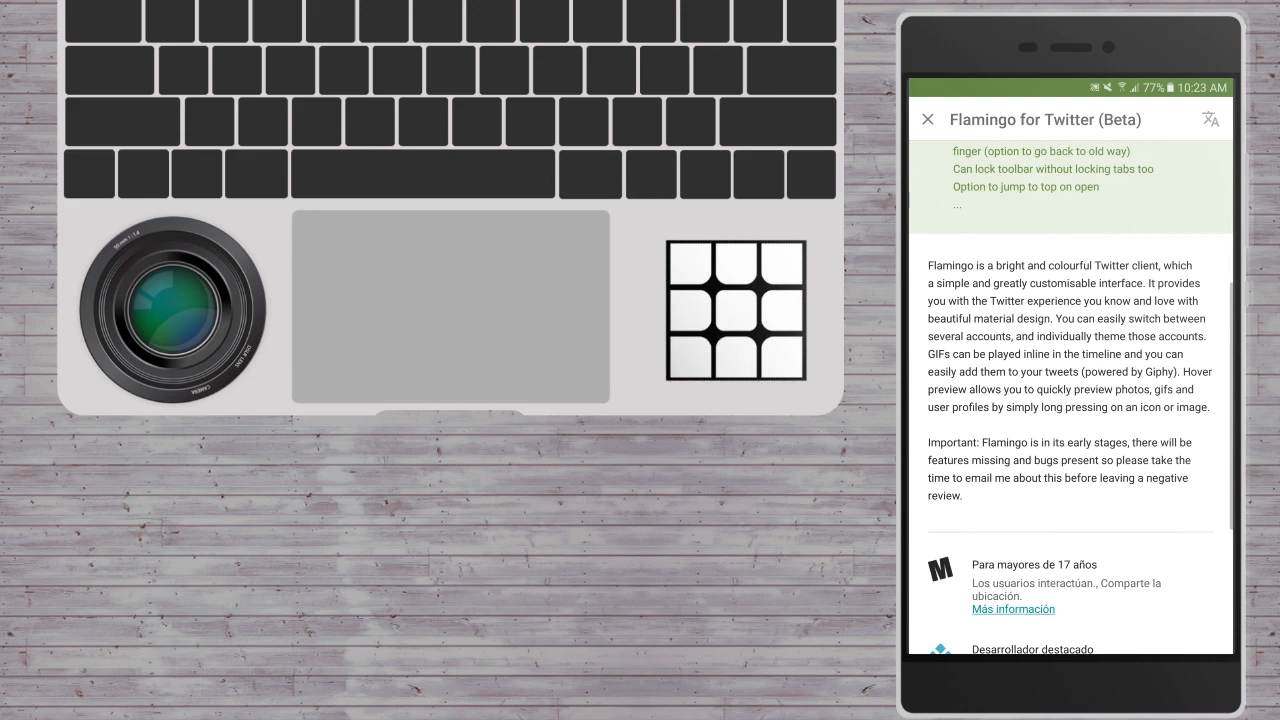 77% 10:23 AM
Flamingo for Twitter (Beta)
finger (option to go back to old way)
Can lock toolbar without locking tabs too
Option to jump to top on open
...
Flamingo is a bright and colourful Twitter client, which
a simple and greatly customisable interface. It provides
you with the Twitter experience you know and love with
beautiful material design. You can easily switch between
several accounts, and individually theme those accounts.
GIFs can be played inline in the timeline and you can
easily add them to your tweets (powered by Giphy). Hover
preview allows you to quickly preview photos, gifs and
user profiles by simply long pressing on an icon or image.
Important: Flamingo is in its early stages, there will be
features missing and bugs present so please take the
time to email me about this before leaving a negative
review.
Para mayores de 17 años
Los usuarios interactúan., Comparte la
ubicación.
Más información
Desarrollador destacado
50 mm 1 : 1.4
DSLR LENS
CAMERA